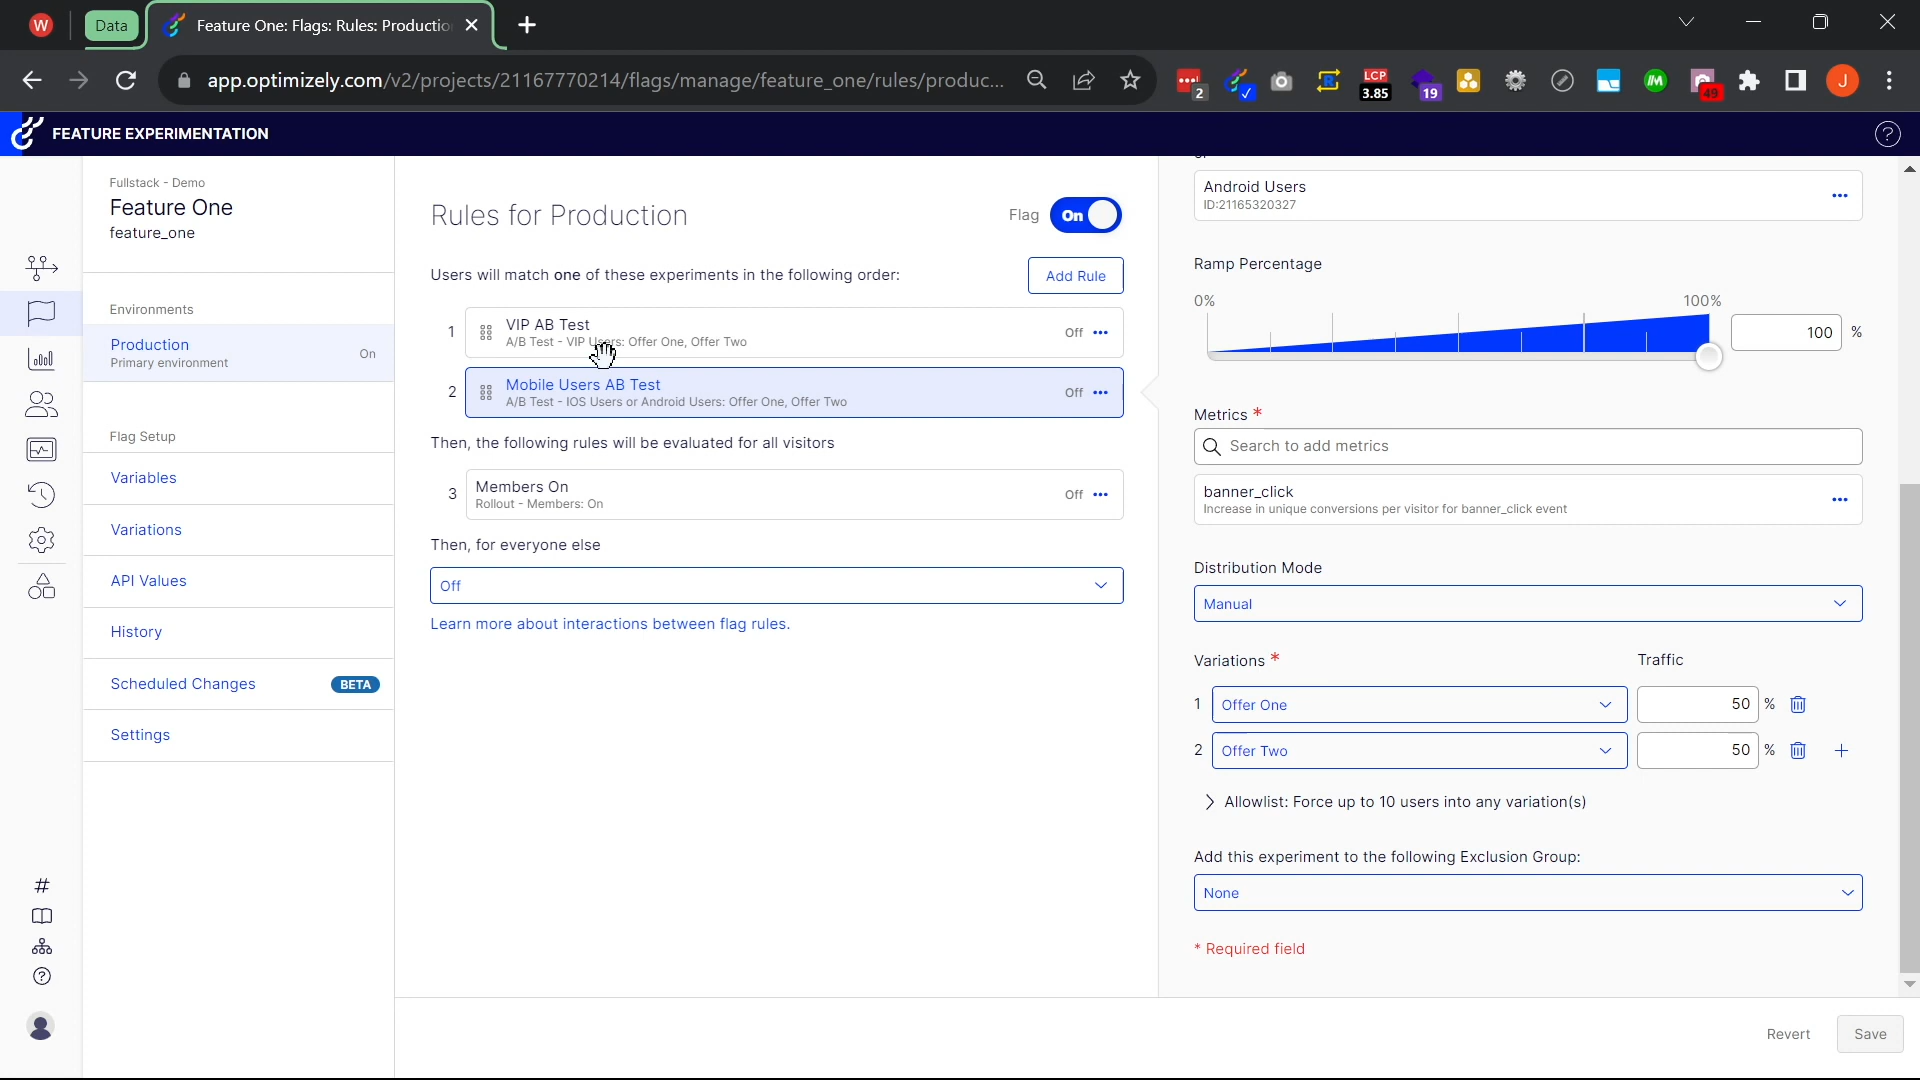 W
Data
Feature One: Flags: Rules: Productio
app.optimizely.com/v2/projects/21167770214/flags/manage/feature_one/rules/produc...
2
LCP
3.85
19
49
J
FEATURE EXPERIMENTATION
?
Fullstack - Demo
Feature One
feature_one
Environments
Production
Primary environment
On
Flag Setup
Variables
Variations
API Values
History
Scheduled Changes
BETA
Settings
#
?
Rules for Production
Flag
On
Users will match one of these experiments in the following order:
Add Rule
1
VIP AB Test
A/B Test - VIP Users: Offer One, Offer Two
Off
2
Mobile Users AB Test
A/B Test - IOS Users or Android Users: Offer One, Offer Two
Off
Then, the following rules will be evaluated for all visitors
3
Members On
Rollout - Members: On
Off
Then, for everyone else
Off
Learn more about interactions between flag rules.
Android Users
ID:21165320327
Ramp Percentage
0%
100%
100 %
Metrics *
Search to add metrics
banner_click
Increase in unique conversions per visitor for banner_click event
Distribution Mode
Manual
Variations *
Traffic
1 Offer One 50 %
2 Offer Two 50 %
Allowlist: Force up to 10 users into any variation(s)
Add this experiment to the following Exclusion Group:
None
* Required field
Revert
Save